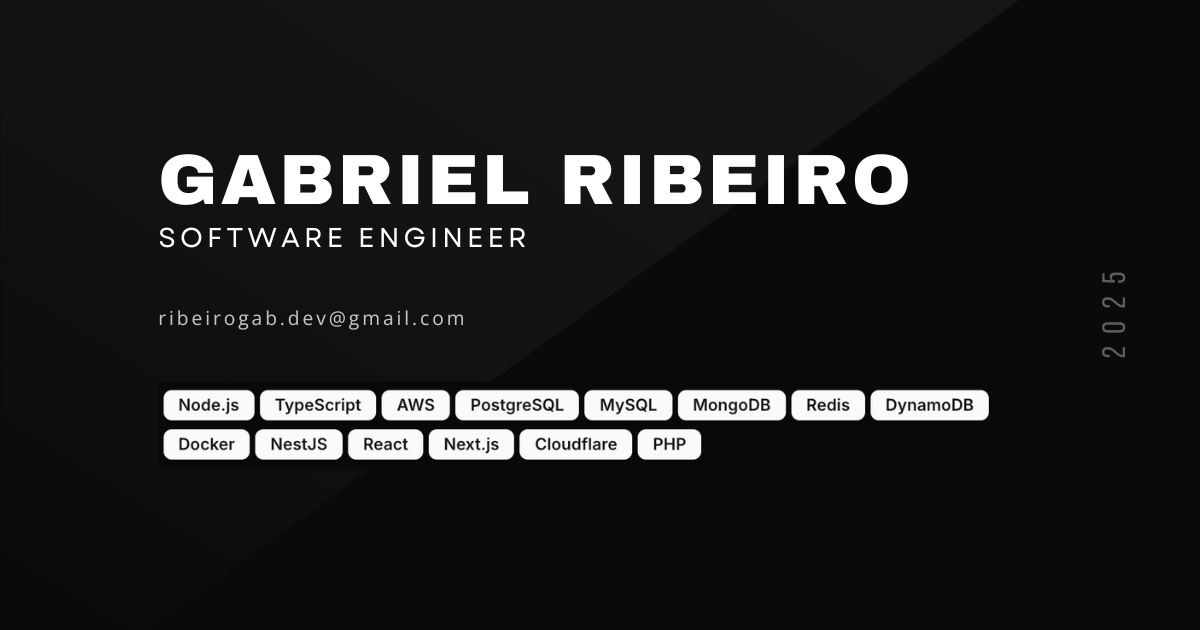 GABRIEL RIBEIRO
SOFTWARE ENGINEER
ribeirogab.dev@gmail.com
2025
Node.js TypeScript AWS PostgreSQL MySQL MongoDB Redis DynamoDB
Docker NestJS React Next.js Cloudflare PHP